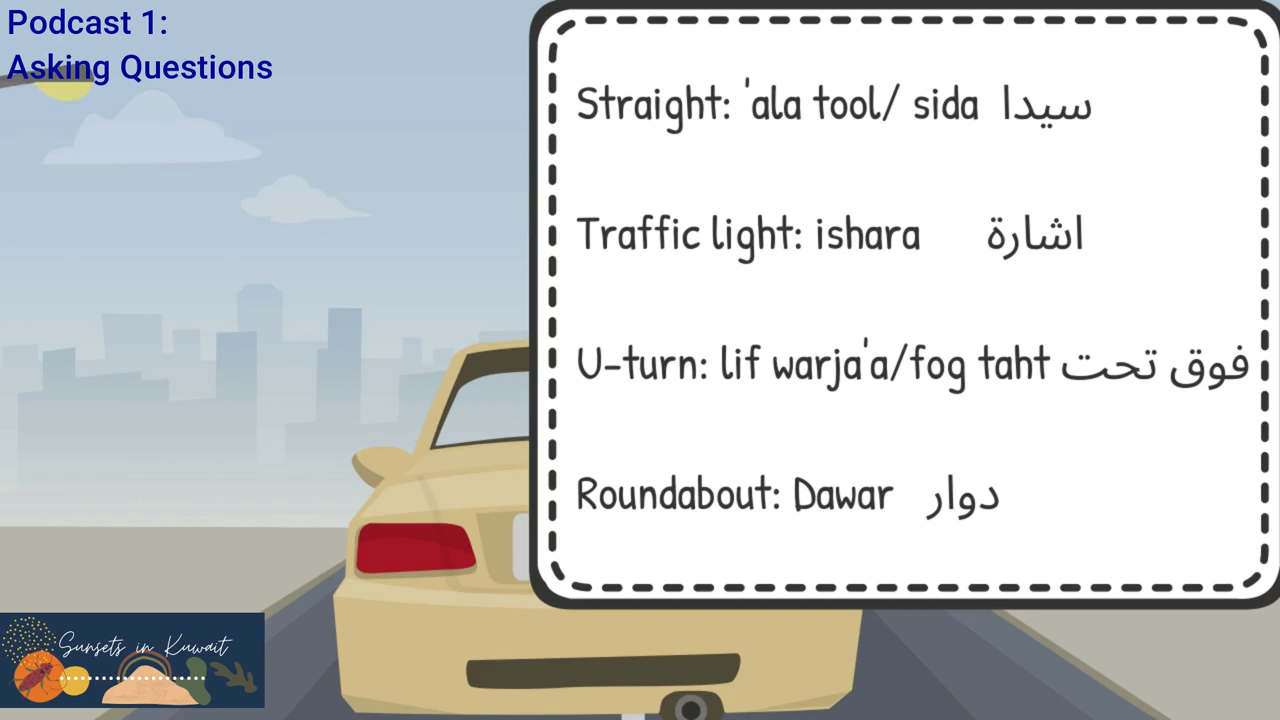 Podcast 1:
Asking Questions
Straight: 'ala tool/ sida سيدا
Traffic light: ishara اشارة
U-turn: lif warja'a/fog taht فوق تحت
Roundabout: Dawar دوار
Sunsets in Kuwait